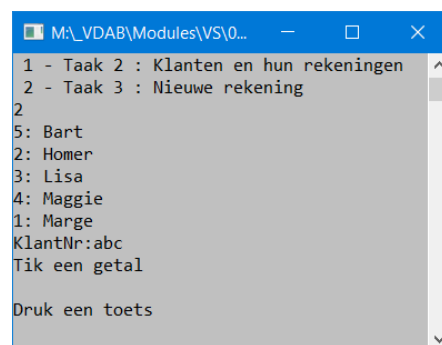 M:\_VDAB\Modules\VS\0...
1 - Taak 2 : Klanten en hun rekeningen
2 - Taak 3 : Nieuwe rekening
2
5: Bart
2: Homer
3: Lisa
4: Maggie
1: Marge
KlantNr:abc
Tik een getal
Druk een toets